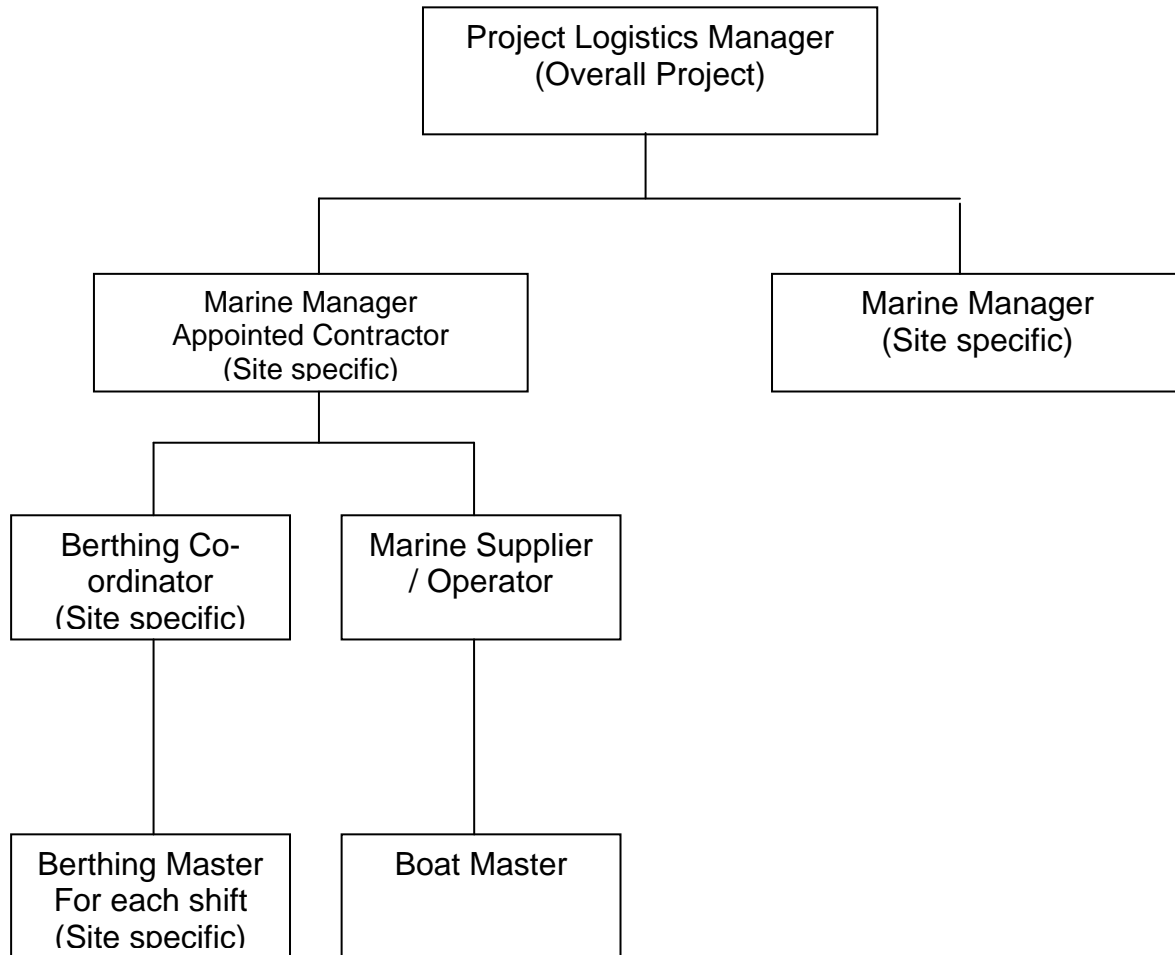 Project Logistics Manager
(Overall Project)
Marine Manager
Appointed Contractor
(Site specific)
Marine Manager
(Site specific)
Berthing Co-
ordinator
(Site specific)
Marine Supplier
/ Operator
Berthing Master
For each shift
(Site specific)
Boat Master